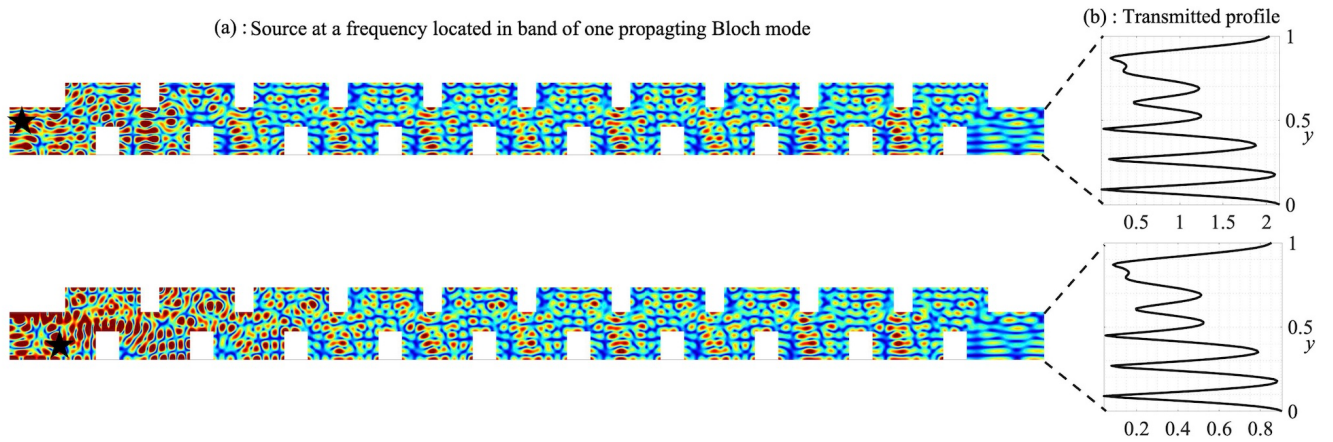 (a) : Source at a frequency located in band of one propagting Bloch mode
(b) : Transmitted profile
1
0.5
y
0
0.5 1 1.5 2
1
0.5
y
0
0.2 0.4 0.6 0.8